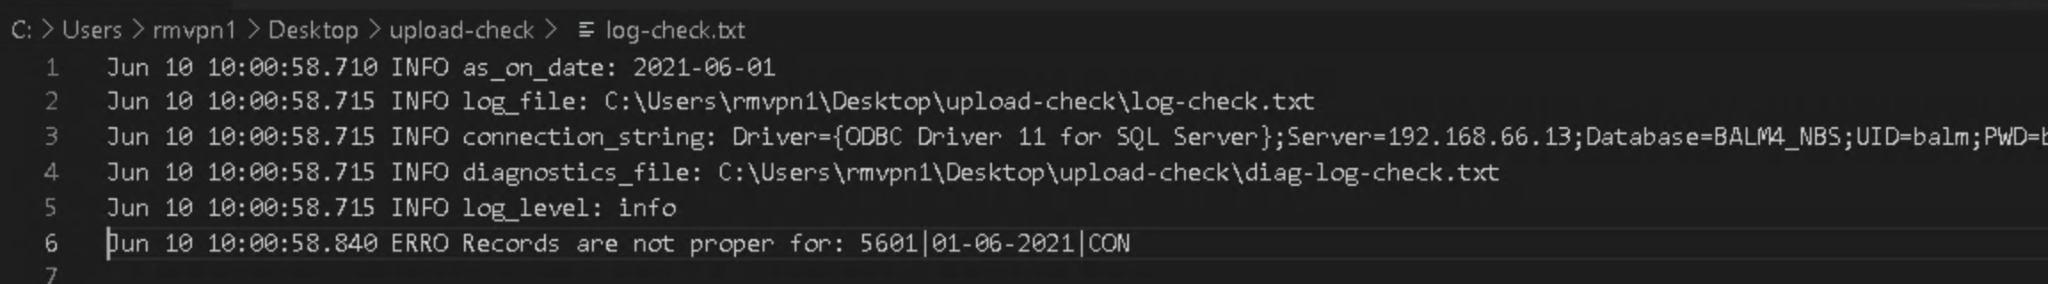 C: > Users > rmvpn1 > Desktop > upload-check > log-check.txt
1 Jun 10 10:00:58.710 INFO as_on_date: 2021-06-01
2 Jun 10 10:00:58.715 INFO log_file: C:\Users\rmvpn1\Desktop\upload-check\log-check.txt
3 Jun 10 10:00:58.715 INFO connection_string: Driver={ODBC Driver 11 for SQL Server};Server=192.168.66.13;Database=BALM4_NBS;UID=balm;PWD=b
4 Jun 10 10:00:58.715 INFO diagnostics_file: C:\Users\rmvpn1\Desktop\upload-check\diag-log-check.txt
5 Jun 10 10:00:58.715 INFO log_level: info
6 Jun 10 10:00:58.840 ERRO Records are not proper for: 5601|01-06-2021|CON
7